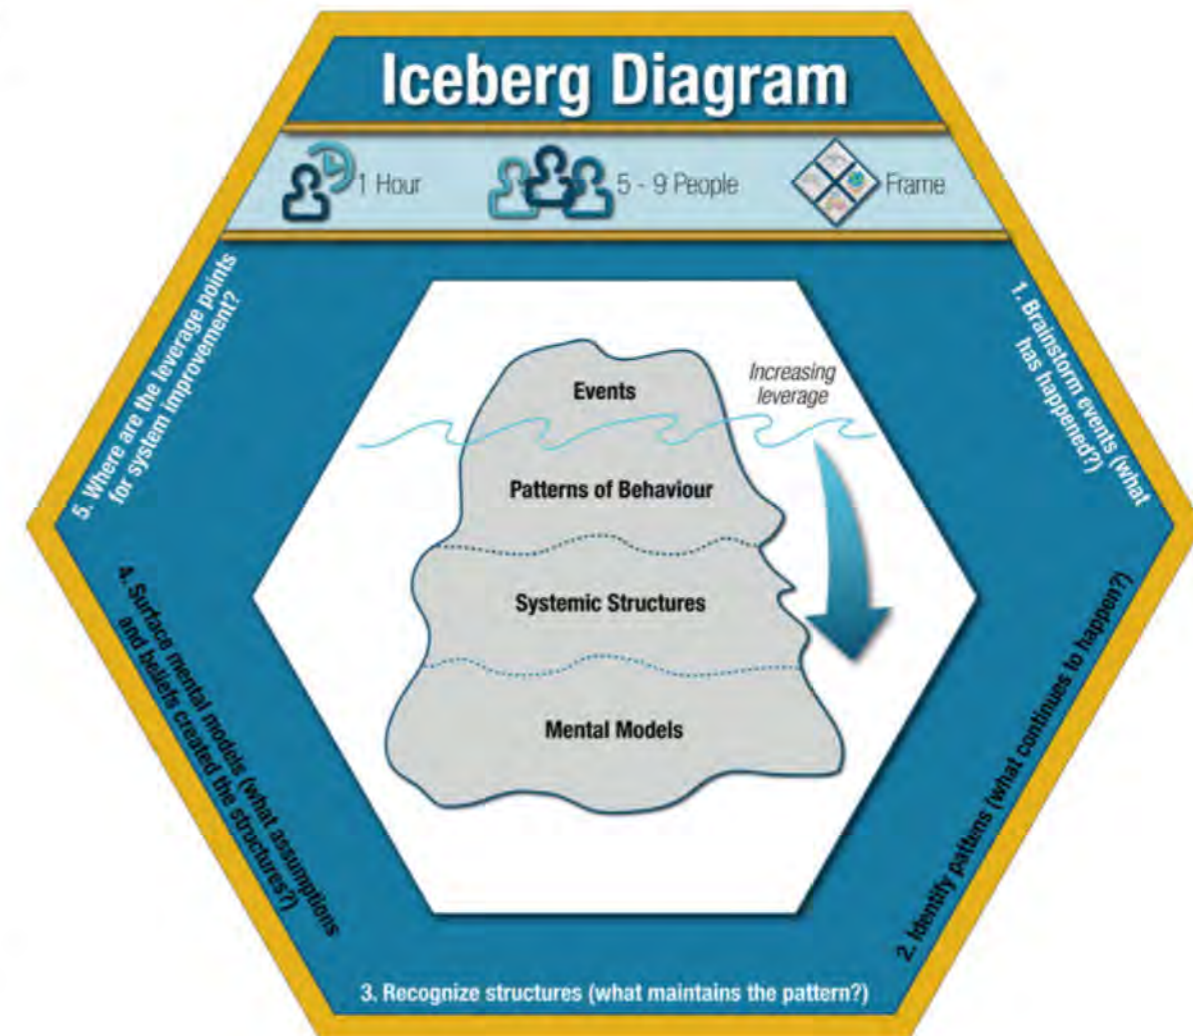 Iceberg Diagram
1 Hour
5 - 9 People
Frame
1. Brainstorm events (what
has happened?)
2. Identify pattens (what continues to happen?)
3. Recognize structures (what maintains the pattern?)
4. Surface mental models (what assumptions
and beliefs created the structures?)
5. Where are the leverage points
for system improvement?
Increasing
leverage
Events
Patterns of Behaviour
Systemic Structures
Mental Models